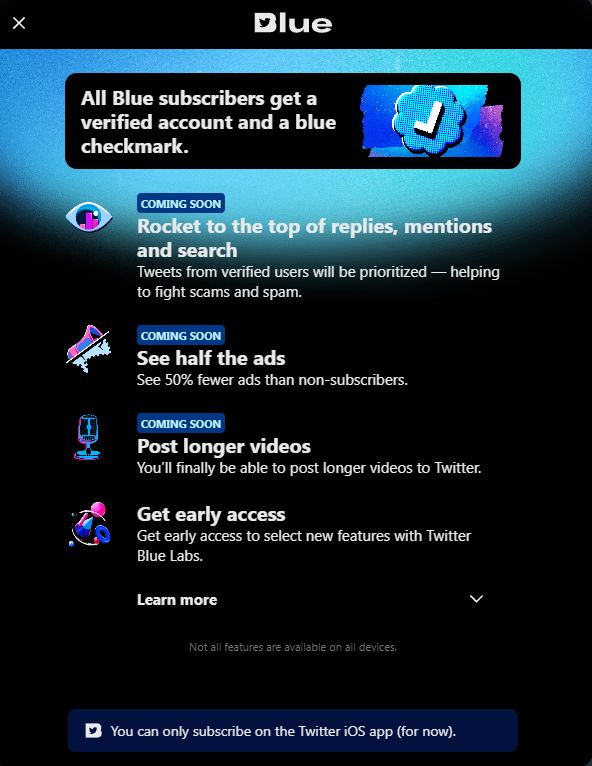 Blue
All Blue subscribers get a
verified account and a blue
checkmark.
COMING SOON
Rocket to the top of replies, mentions
and search
Tweets from verified users will be prioritized — helping
to fight scams and spam.
COMING SOON
See half the ads
See 50% fewer ads than non-subscribers.
COMING SOON
Post longer videos
You'll finally be able to post longer videos to Twitter.
Get early access
Get early access to select new features with Twitter
Blue Labs.
Learn more
Not all features are available on all devices.
You can only subscribe on the Twitter iOS app (for now).